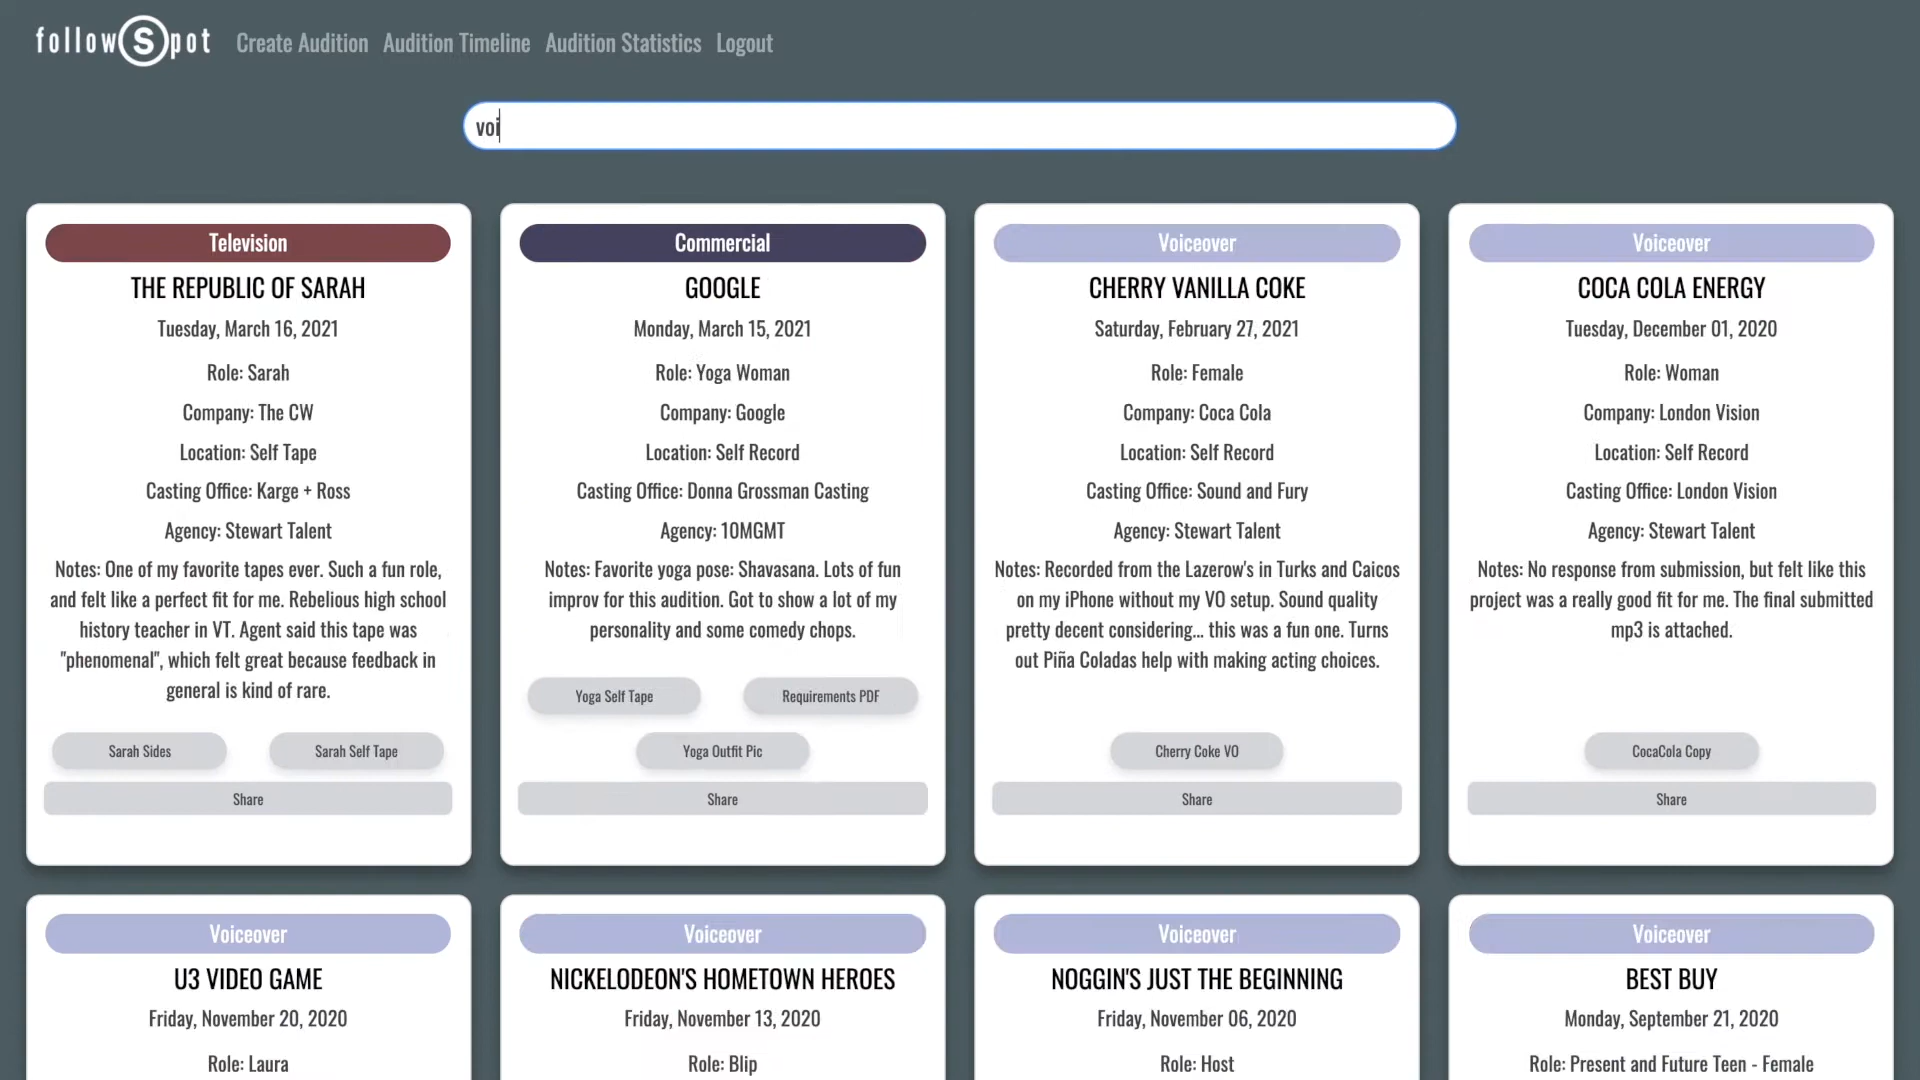 followSpot Create Audition Audition Timeline Audition Statistics Logout
voi
Television
THE REPUBLIC OF SARAH
Tuesday, March 16, 2021
Role: Sarah
Company: The CW
Location: Self Tape
Casting Office: Karge + Ross
Agency: Stewart Talent
Notes: One of my favorite tapes ever. Such a fun role,
and felt like a perfect fit for me. Rebelious high school
history teacher in VT. Agent said this tape was
"phenomenal", which felt great because feedback in
general is kind of rare.
Sarah Sides
Sarah Self Tape
Share
Commercial
GOOGLE
Monday, March 15, 2021
Role: Yoga Woman
Company: Google
Location: Self Record
Casting Office: Donna Grossman Casting
Agency: 10MGMT
Notes: Favorite yoga pose: Shavasana. Lots of fun
improv for this audition. Got to show a lot of my
personality and some comedy chops.
Yoga Self Tape
Requirements PDF
Yoga Outfit Pic
Share
Voiceover
CHERRY VANILLA COKE
Saturday, February 27, 2021
Role: Female
Company: Coca Cola
Location: Self Record
Casting Office: Sound and Fury
Agency: Stewart Talent
Notes: Recorded from the Lazerow's in Turks and Caicos
on my iPhone without my VO setup. Sound quality
pretty decent considering... this was a fun one. Turns
out Piña Coladas help with making acting choices.
Cherry Coke VO
Share
Voiceover
COCA COLA ENERGY
Tuesday, December 01, 2020
Role: Woman
Company: London Vision
Location: Self Record
Casting Office: London Vision
Agency: Stewart Talent
Notes: No response from submission, but felt like this
project was a really good fit for me. The final submitted
mp3 is attached.
CocaCola Copy
Share
Voiceover
U3 VIDEO GAME
Friday, November 20, 2020
Role: Laura
Voiceover
NICKELODEON'S HOMETOWN HEROES
Friday, November 13, 2020
Role: Blip
Voiceover
NOGGIN'S JUST THE BEGINNING
Friday, November 06, 2020
Role: Host
Voiceover
BEST BUY
Monday, September 21, 2020
Role: Present and Future Teen - Female